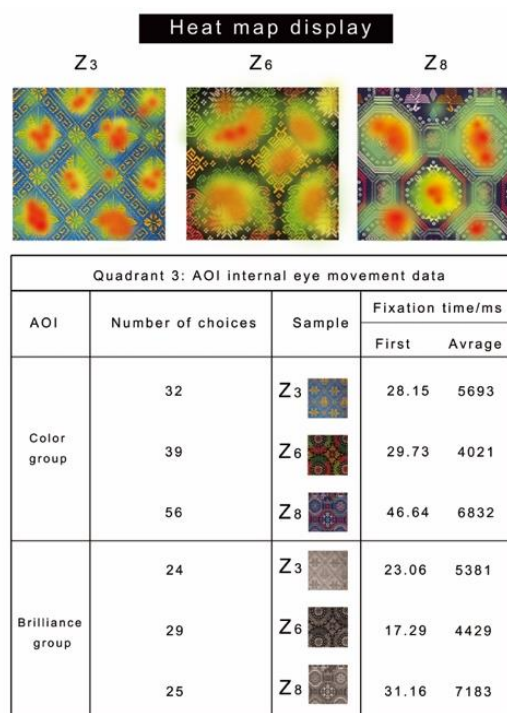 Heat map display
Z3 Z6 Z8
Quadrant 3: AOI internal eye movement data
AOI Number of choices Sample Fixation time/ms
First Avrage
Color group
32 Z3 28.15 5693
39 Z6 29.73 4021
56 Z8 46.64 6832
Brilliance group
24 Z3 23.06 5381
29 Z6 17.29 4429
25 Z8 31.16 7183